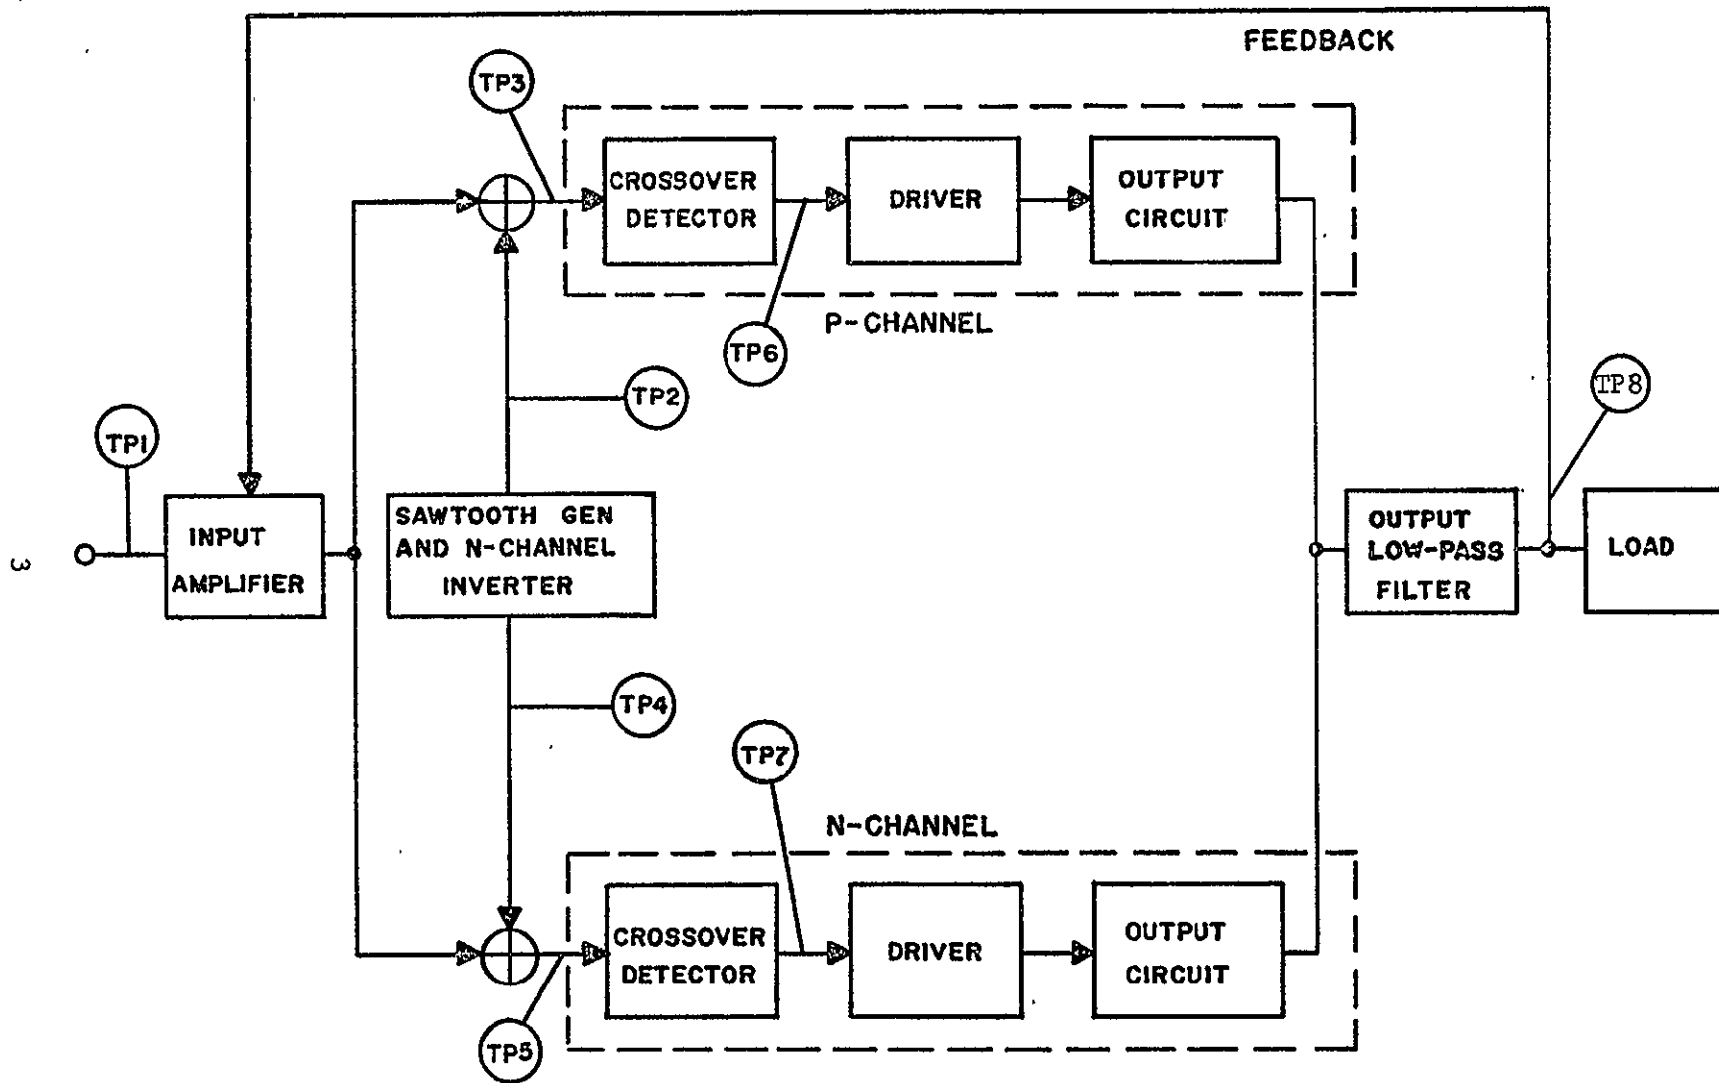 FEEDBACK
TP3
CROSSOVER
DETECTOR
DRIVER
OUTPUT
CIRCUIT
P-CHANNEL
TP6
TP2
TP8
TP1
INPUT
AMPLIFIER
SAWTOOTH GEN
AND N-CHANNEL
INVERTER
OUTPUT
LOW-PASS
FILTER
LOAD
3
TP4
TP7
N-CHANNEL
CROSSOVER
DETECTOR
DRIVER
OUTPUT
CIRCUIT
TP5